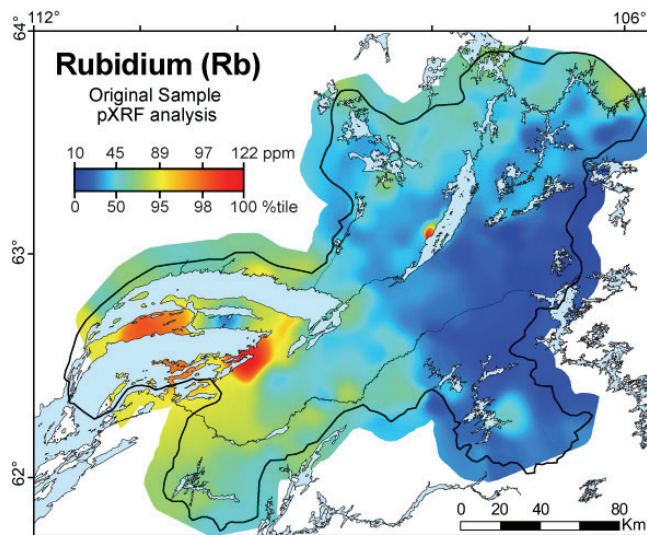 112°
106°
64°
Rubidium (Rb)
Original Sample
pXRF analysis
10 45 89 97 122 ppm
0 50 95 98 100 %tile
63°
62°
0 20 40 60 80
Km